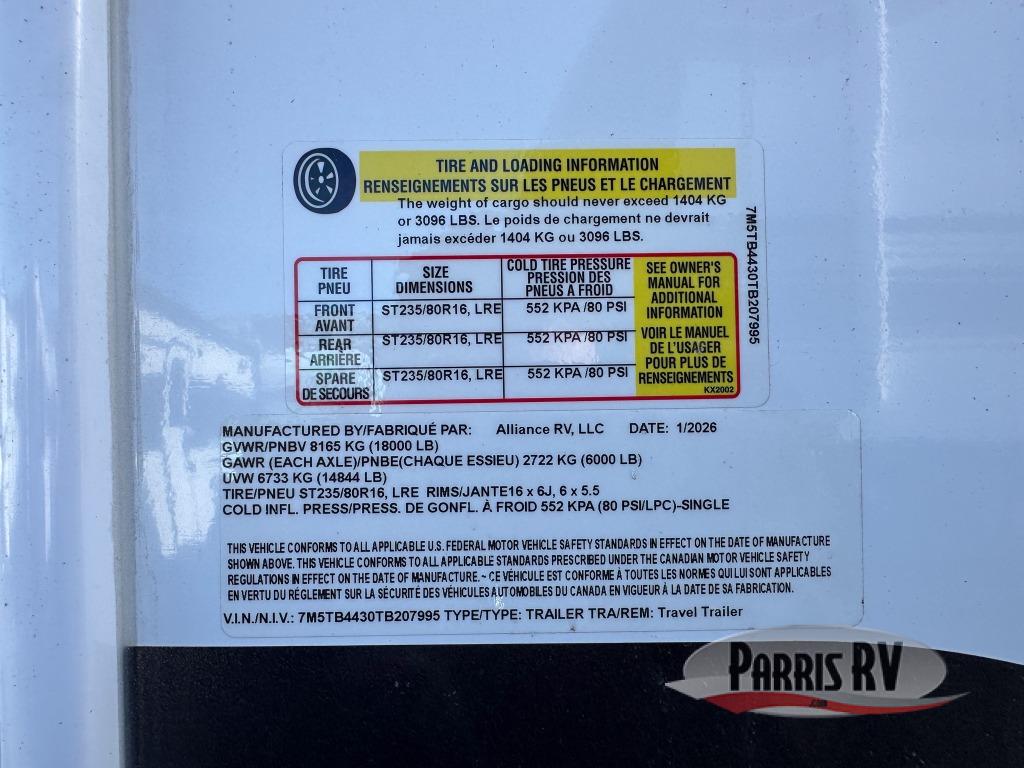 TIRE AND LOADING INFORMATION
RENSEIGNEMENTS SUR LES PNEUS ET LE CHARGEMENT
The weight of cargo should never exceed 1404 KG
or 3096 LBS. Le poids de chargement ne devrait
jamais excéder 1404 KG ou 3096 LBS.
TIRE
PNEU
SIZE
DIMENSIONS
COLD TIRE PRESSURE
PRESSION DES
PNEUS A FROID
FRONT
AVANT
ST235/80R16, LRE
552 KPA /80 PSI
REAR
ARRIÈRE
ST235/80R16, LRE
552 KPA /80 PSI
SPARE
DE SECOURS
ST235/80R16, LRE
552 KPA /80 PSI
SEE OWNER'S
MANUAL FOR
ADDITIONAL
INFORMATION
VOIR LE MANUEL
DE L'USAGER
POUR PLUS DE
RENSEIGNEMENTS
KX2002
7M5TB4430TB207995
MANUFACTURED BY/FABRIQUÉ PAR: Alliance RV, LLC DATE: 1/2026
GVWR/PNBV 8165 KG (18000 LB)
GAWR (EACH AXLE)/PNBE(CHAQUE ESSIEU) 2722 KG (6000 LB)
UVW 6733 KG (14844 LB)
TIRE/PNEU ST235/80R16, LRE RIMS/JANTE16 x 6J, 6 x 5.5
COLD INFL. PRESS/PRESS. DE GONFL. À FROID 552 KPA (80 PSI/LPC)-SINGLE
THIS VEHICLE CONFORMS TO ALL APPLICABLE U.S. FEDERAL MOTOR VEHICLE SAFETY STANDARDS IN EFFECT ON THE DATE OF MANUFACTURE
SHOWN ABOVE. THIS VEHICLE CONFORMS TO ALL APPLICABLE STANDARDS PRESCRIBED UNDER THE CANADIAN MOTOR VEHICLE SAFETY
REGULATIONS IN EFFECT ON THE DATE OF MANUFACTURE. ~ CE VÉHICULE EST CONFORME À TOUTES LES NORMES QUI LUI SONT APPLICABLES
EN VERTU DU RÉGLEMENT SUR LA SÉCURITÉ DES VÉHICULES AUTOMOBILES DU CANADA EN VIGUEUR À LA DATE DE SA FABRICATION.
V.I.N./N.I.V.: 7M5TB4430TB207995 TYPE/TYPE: TRAILER TRA/REM: Travel Trailer
PARRIS RV
.com